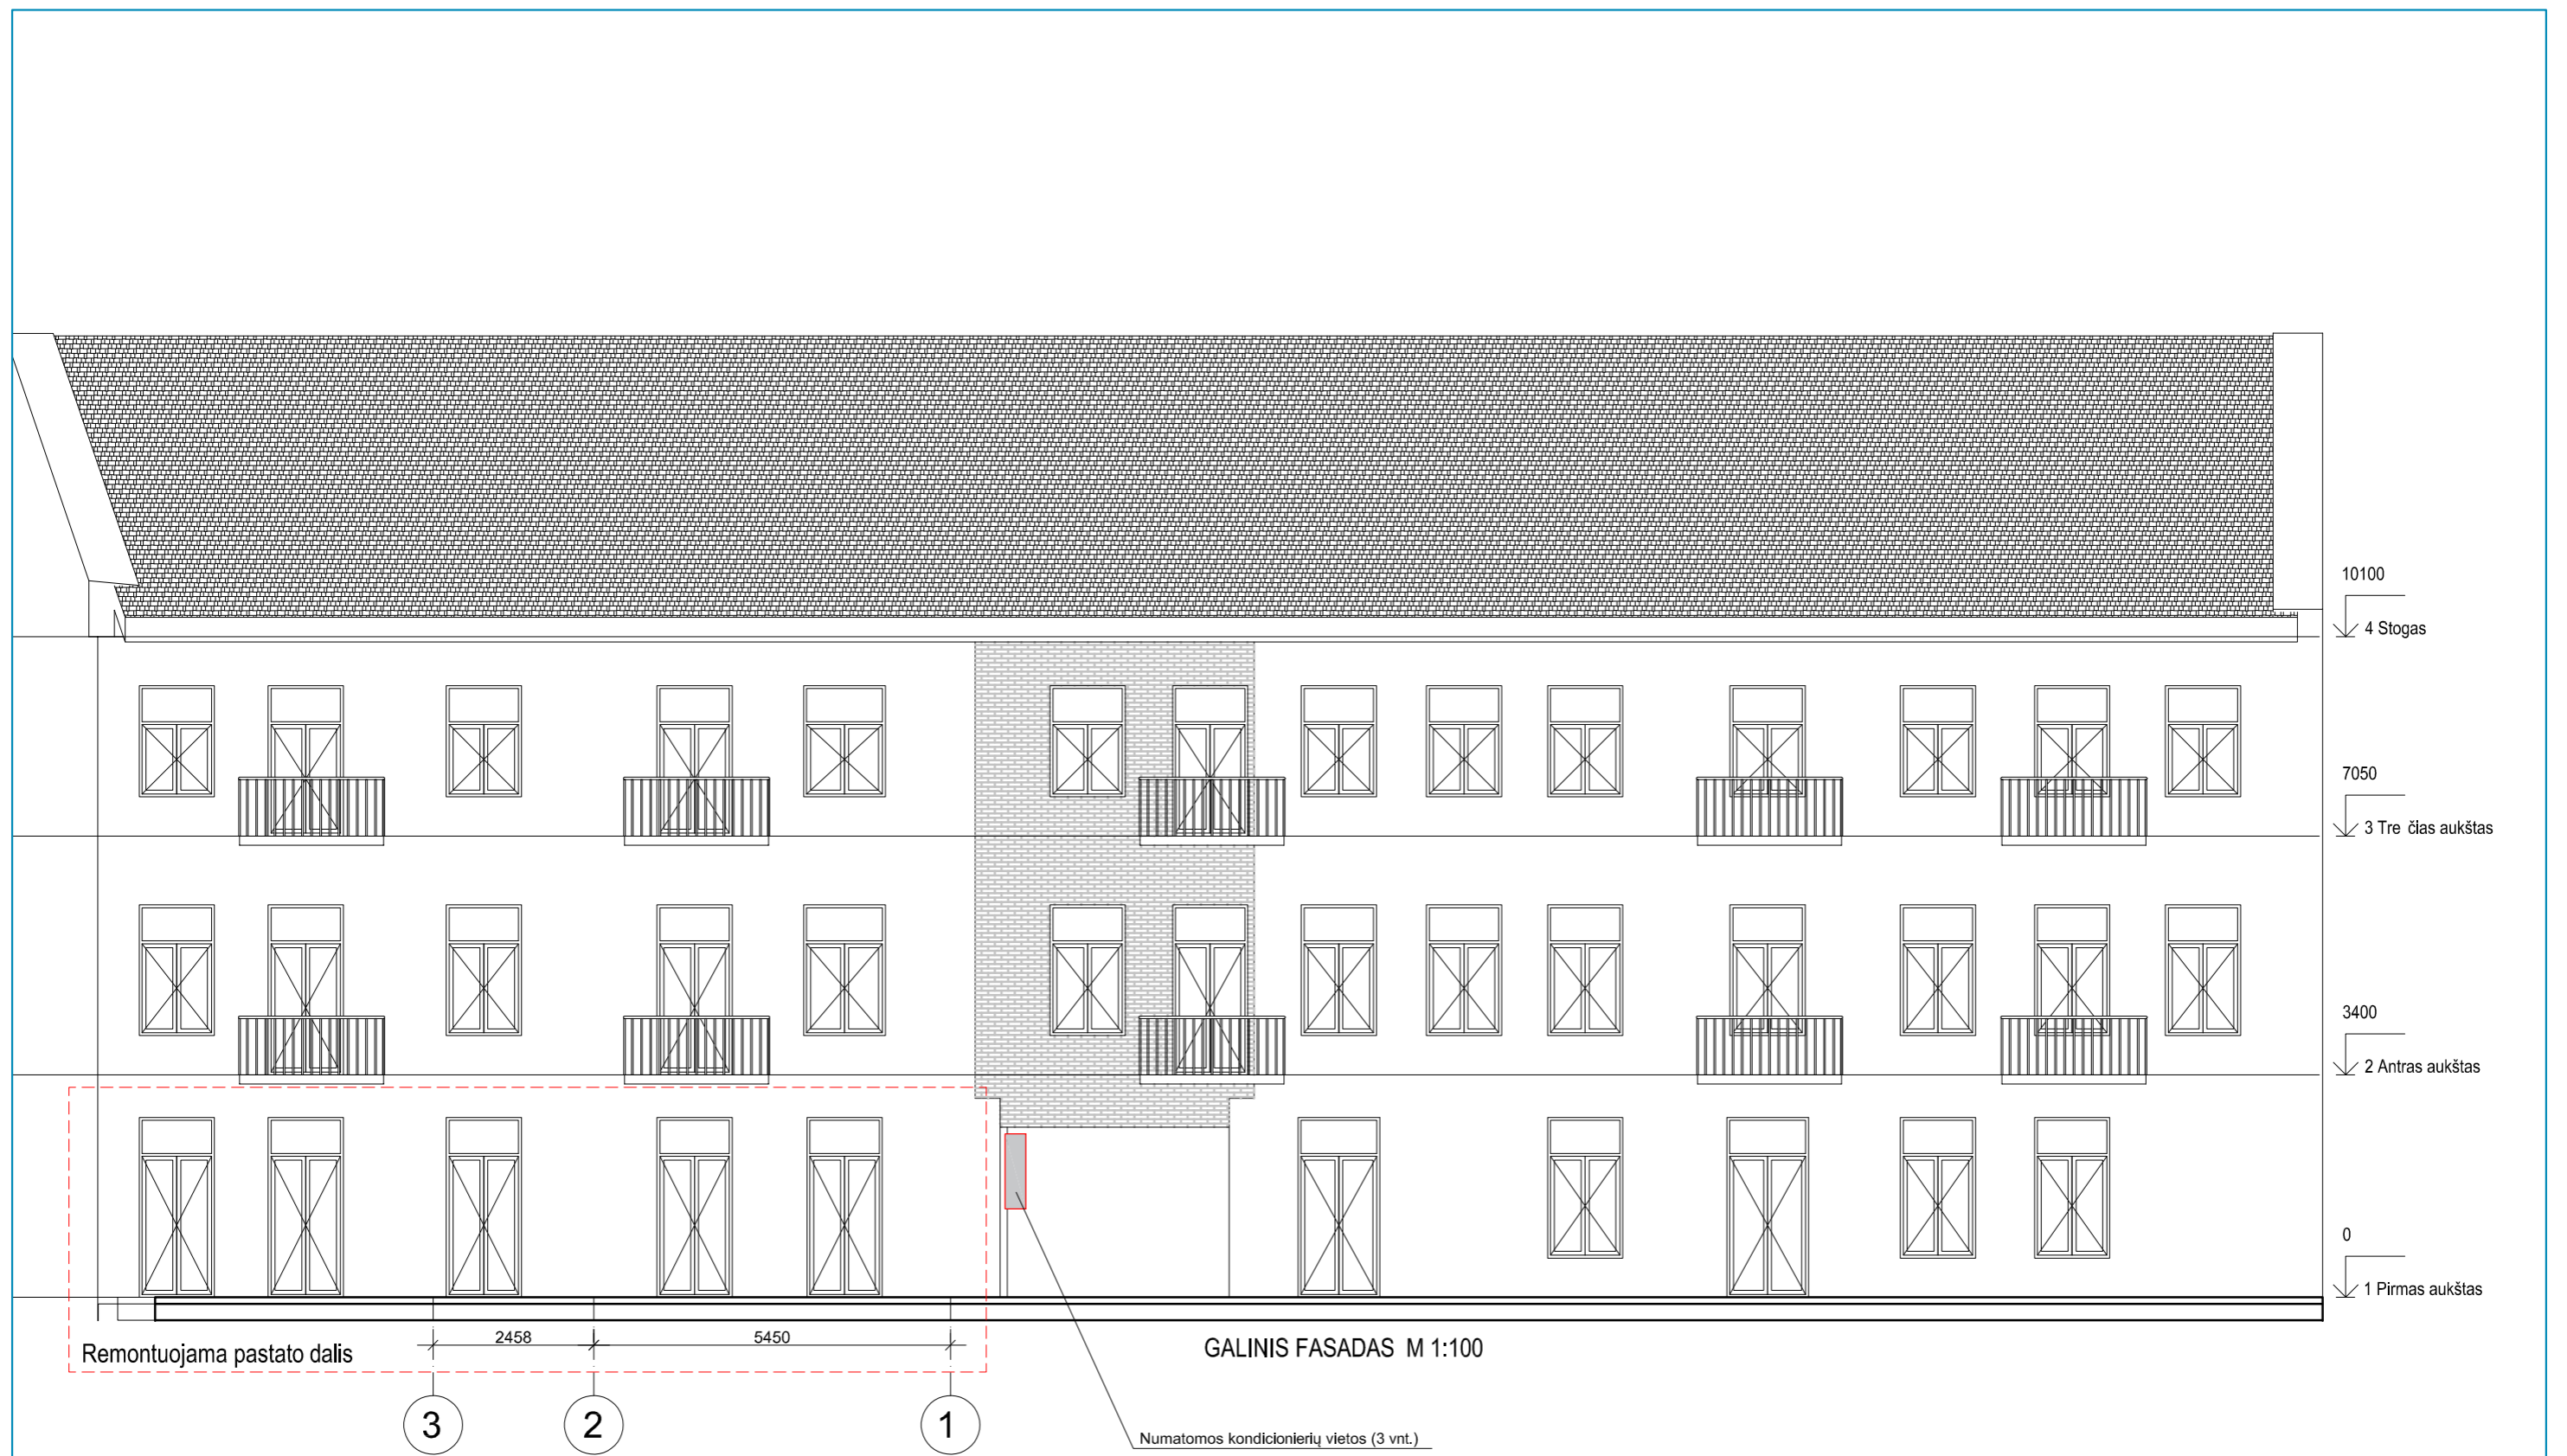 10100
4 Stogas
7050
3 Tre čias aukštas
3400
2 Antras aukštas
0
1 Pirmas aukštas
2458
5450
Remontuojama pastato dalis
GALINIS FASADAS M 1:100
3
2
1
Numatomos kondicionierių vietos (3 vnt.)